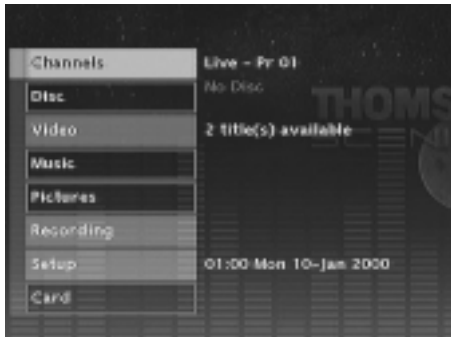 Channels Live - Pr 01
Disc No Disc
THOMS
Video 2 title(s) available
SCENI
Music
Pictures
Recording
Setup 01:00 Mon 10-Jan 2000
Card